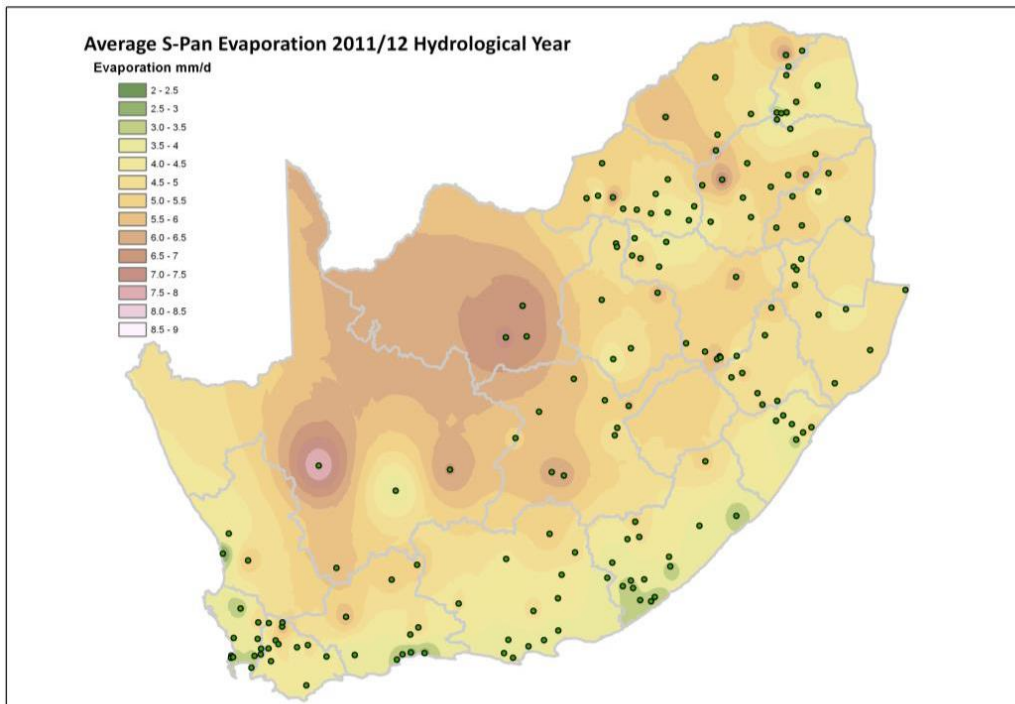 Average S-Pan Evaporation 2011/12 Hydrological Year
Evaporation mm/d
2 - 2.5
2.5 - 3
3.0 - 3.5
3.5 - 4
4.0 - 4.5
4.5 - 5
5.0 - 5.5
5.5 - 6
6.0 - 6.5
6.5 - 7
7.0 - 7.5
7.5 - 8
8.0 - 8.5
8.5 - 9